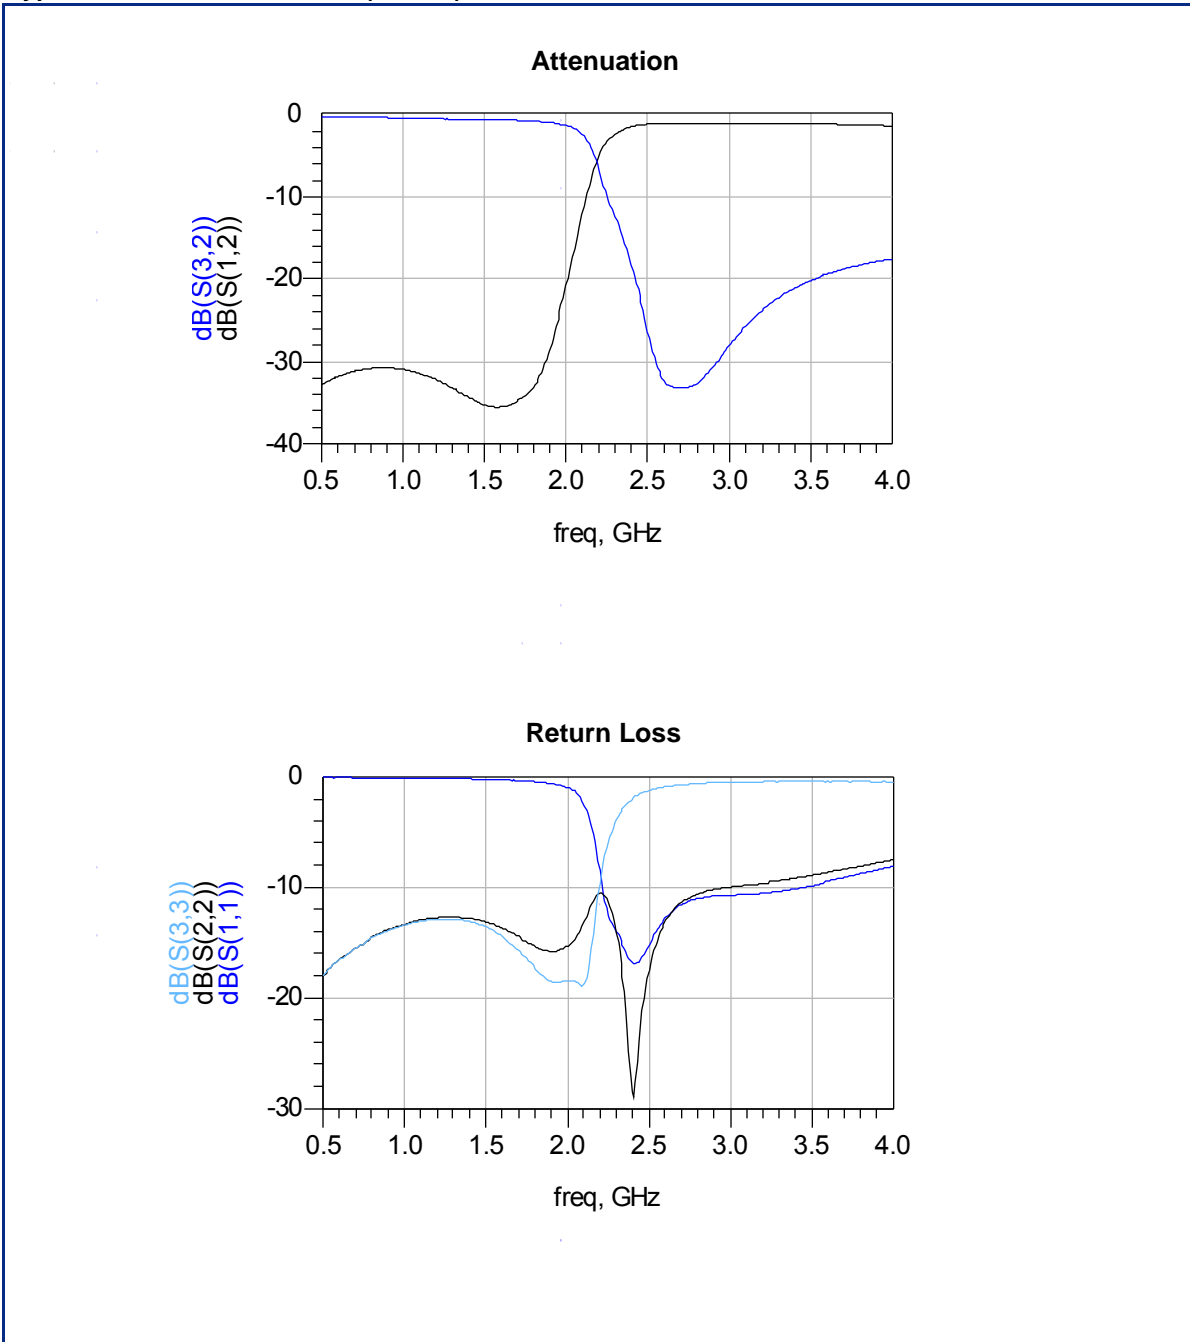 Attenuation
0
-10
-20
-30
-40
dB(S(3,2))
dB(S(1,2))
0.5 1.0 1.5 2.0 2.5 3.0 3.5 4.0
freq, GHz
Return Loss
0
-10
-20
-30
dB(S(3,3))
dB(S(2,2))
dB(S(1,1))
0.5 1.0 1.5 2.0 2.5 3.0 3.5 4.0
freq, GHz